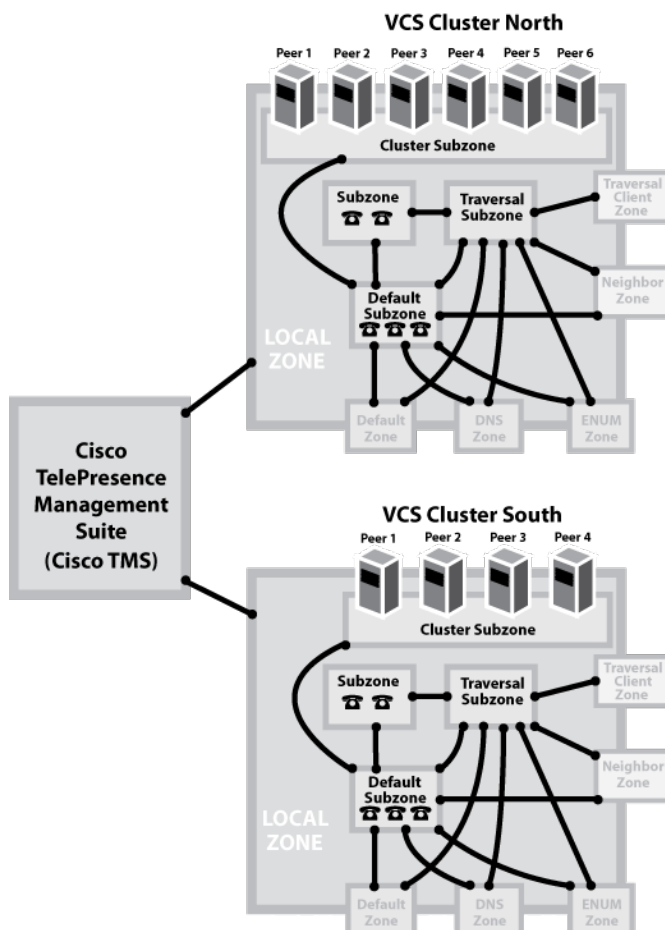 VCS Cluster North
Peer 1 Peer 2 Peer 3 Peer 4 Peer 5 Peer 6
Cluster Subzone
Subzone
Traversal
Subzone
Traversal
Client
Zone
Default
Subzone
Neighbor
Zone
LOCAL
ZONE
Default
Zone
DNS
Zone
ENUM
Zone
Cisco
TelePresence
Management
Suite
(Cisco TMS)
VCS Cluster South
Peer 1 Peer 2 Peer 3 Peer 4
Cluster Subzone
Subzone
Traversal
Subzone
Traversal
Client
Zone
Default
Subzone
Neighbor
Zone
LOCAL
ZONE
Default
Zone
DNS
Zone
ENUM
Zone